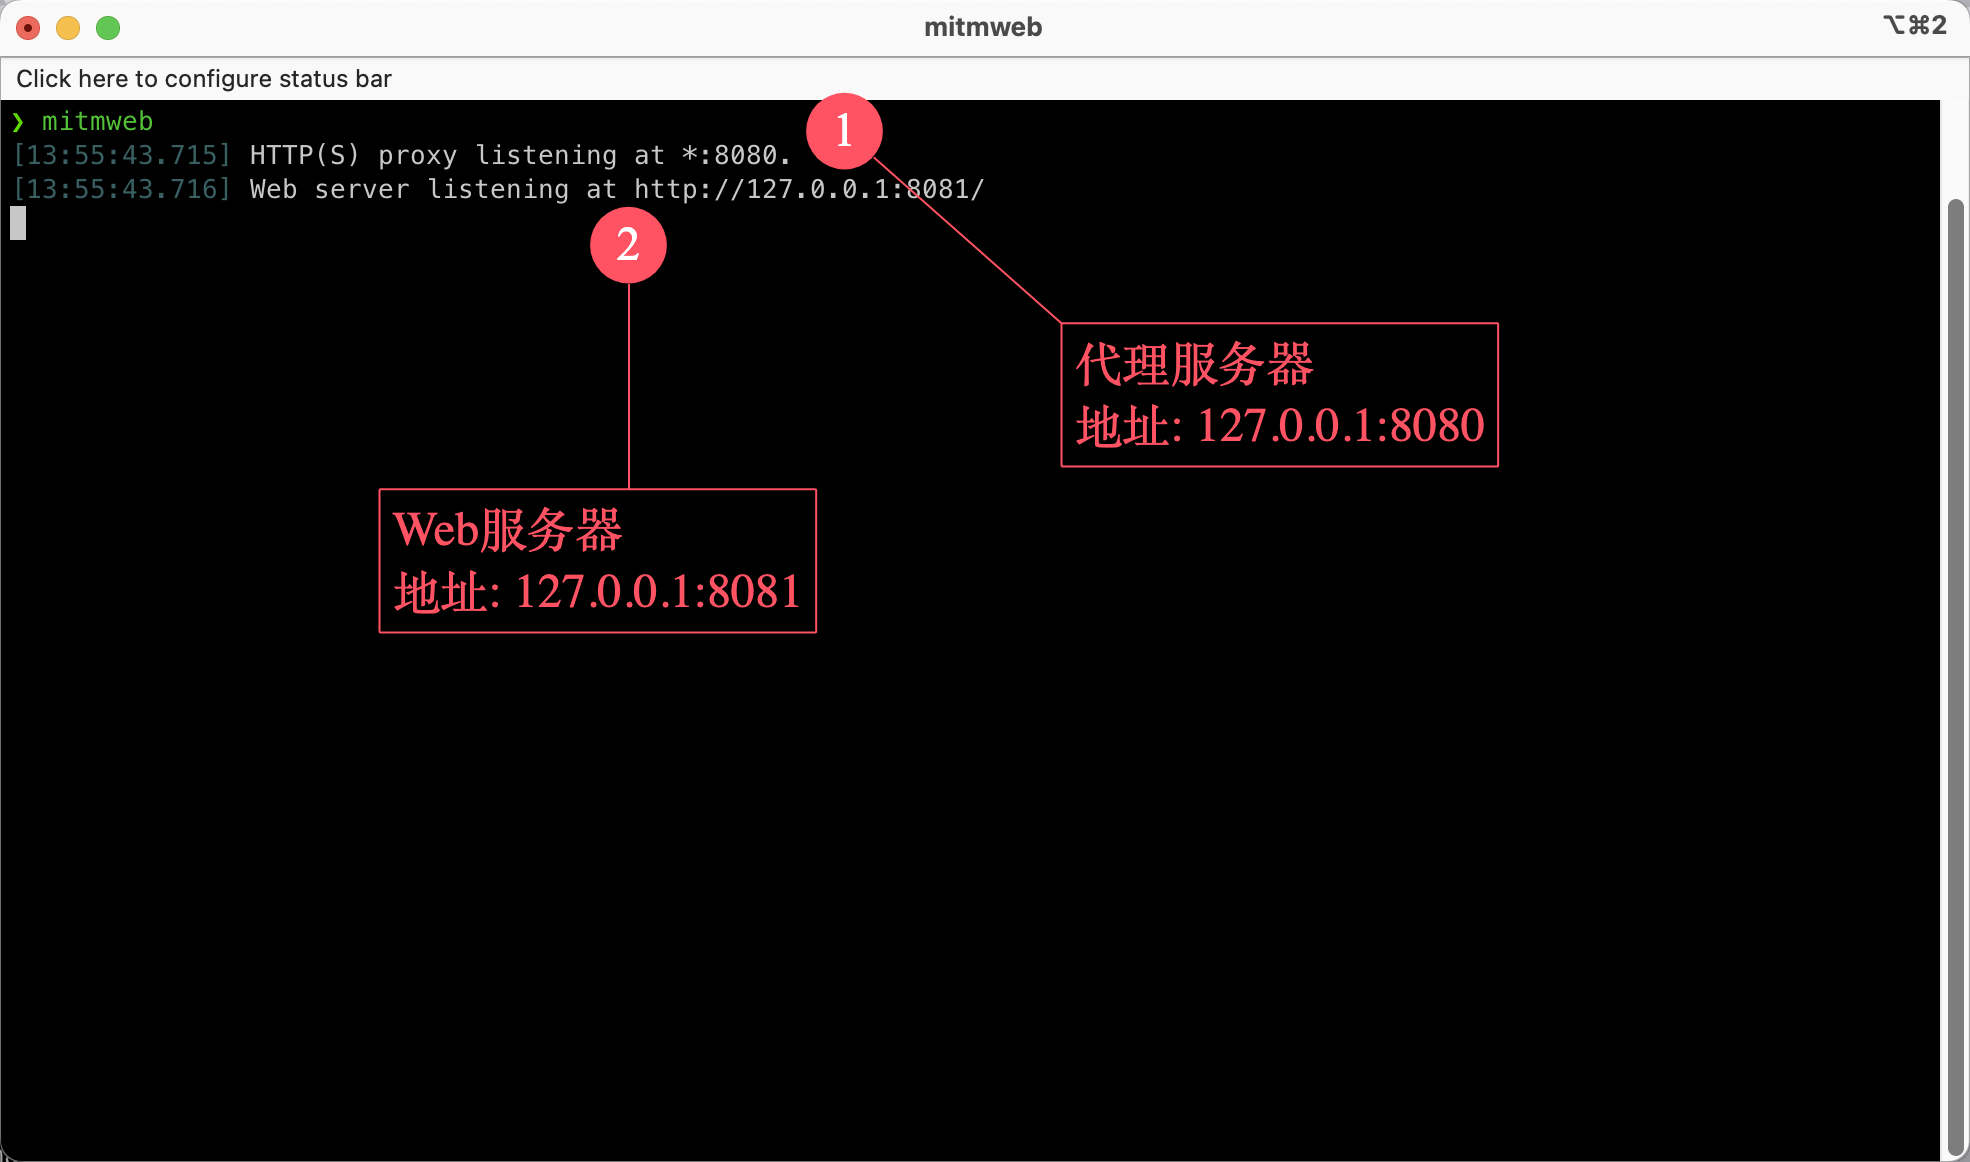 mitmweb
⌥⌘2
Click here to configure status bar
❯ mitmweb
[13:55:43.715] HTTP(S) proxy listening at *:8080.
[13:55:43.716] Web server listening at http://127.0.0.1:8081/
1
2
代理服务器
地址: 127.0.0.1:8080
Web服务器
地址: 127.0.0.1:8081